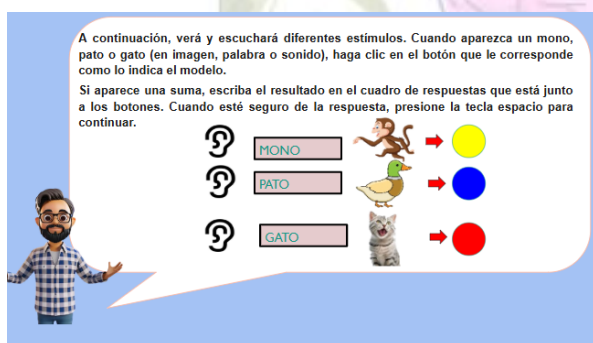 A continuación, verá y escuchará diferentes estímulos. Cuando aparezca un mono,
pato o gato (en imagen, palabra o sonido), haga clic en el botón que le corresponde
como lo indica el modelo.
Si aparece una suma, escriba el resultado en el cuadro de respuestas que está junto
a los botones. Cuando esté seguro de la respuesta, presione la tecla espacio para
continuar.
MONO
PATO
GATO